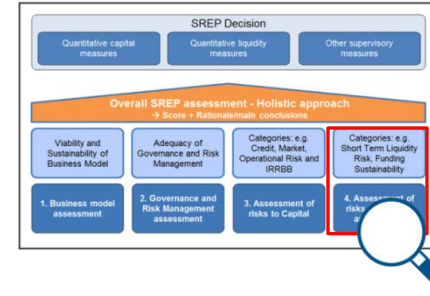 SREP Decision
Quantitative capital
measures
Quantitative liquidity
measures
Other supervisory
measures
Overall SREP assessment - Holistic approach
→ Score + Rationale/main conclusions
Viability and
Sustainability of
Business Model
Adequacy of
Governance and Risk
Management
Categories: e.g.
Credit, Market,
Operational Risk and
IRRBB
Categories: e.g.
Short Term Liquidity
Risk, Funding
Sustainability
1. Business model
assessment
2. Governance and
Risk Management
assessment
3. Assessment of
risks to Capital
4. Assessment of
risks